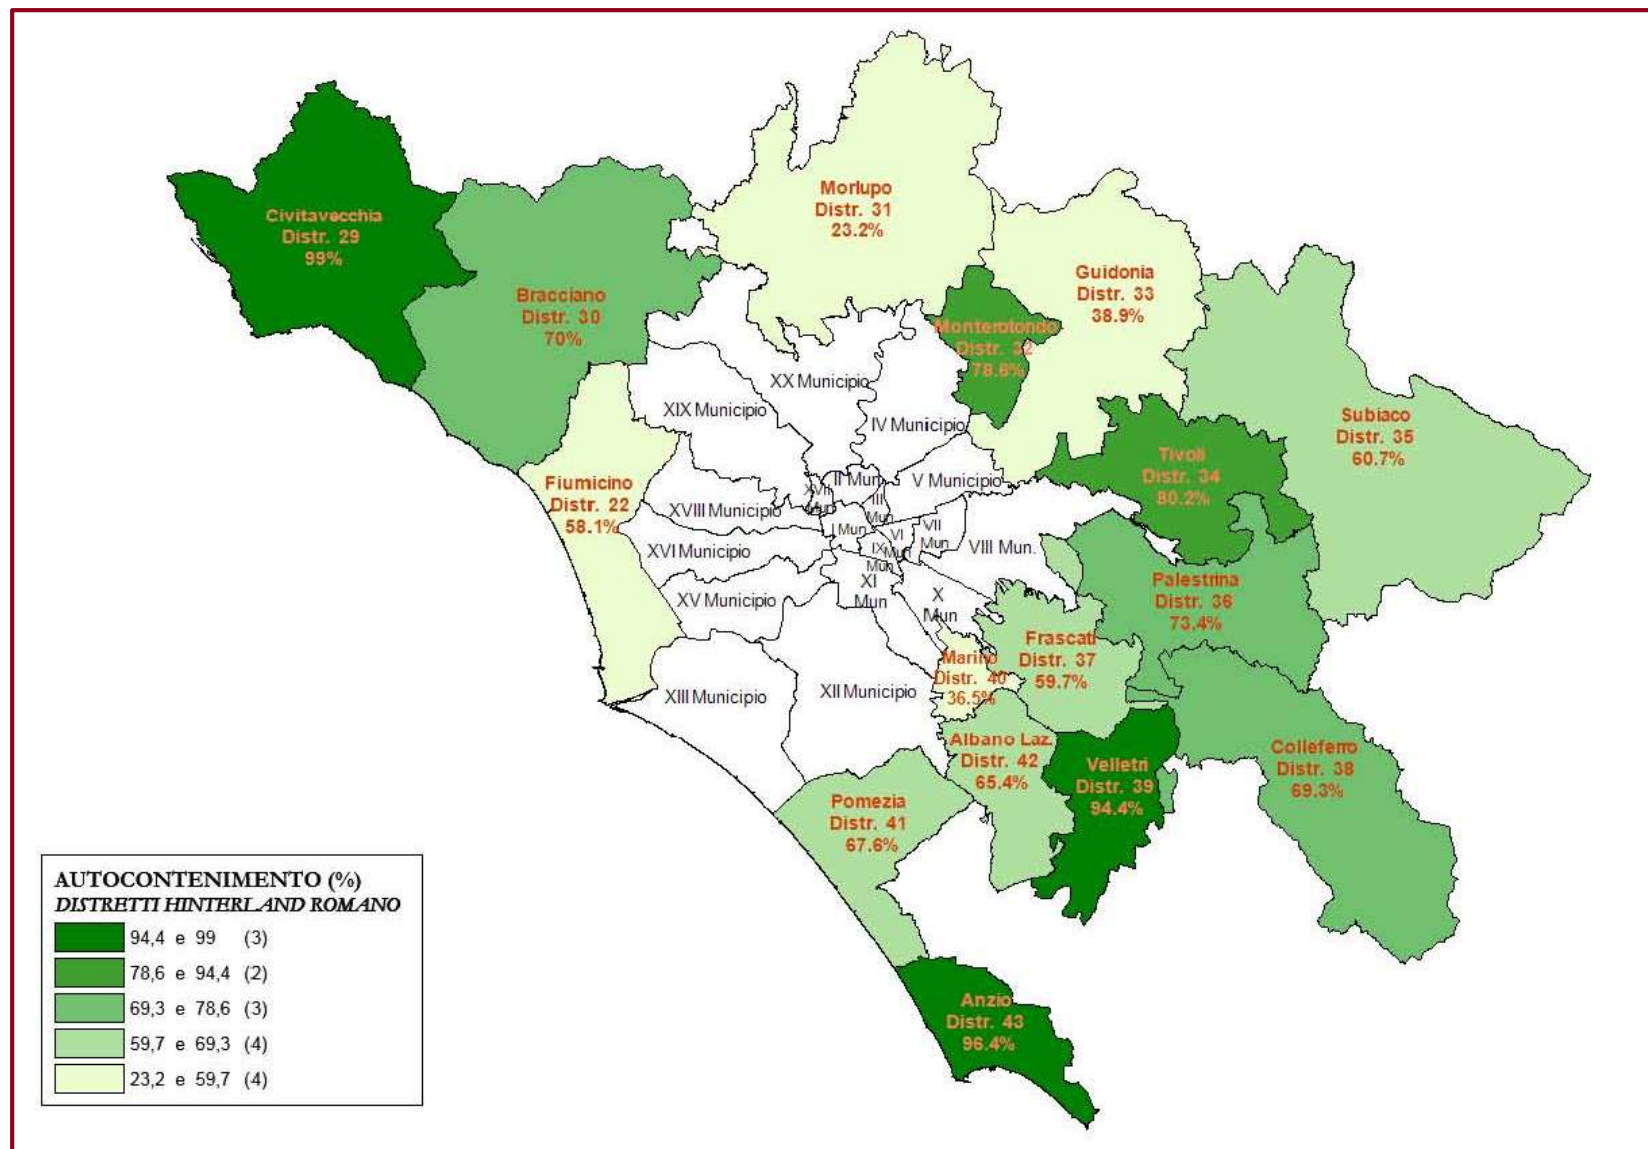 Morlupo
Distr. 31
23.2%
Civitavecchia
Distr. 29
99%
Guidonia
Distr. 33
38.9%
Bracciano
Distr. 30
70%
Monterotondo
Distr. 32
78.6%
XX Municipio
XIX Municipio
IV Municipio
Subiaco
Distr. 35
60.7%
Tivoli
Distr. 34
80.2%
Fiumicino
Distr. 22
58.1%
II Mun.
V Municipio
XVII
Mun
III
Mun
XVIII Municipio
I Mun
VII
Mun
VI
Mun
IX
Mun
VIII Mun.
XVI Municipio
XI
Mun
XV Municipio
X
Mun
Palestrina
Distr. 36
73,4%
Frascati
Distr. 37
59.7%
Marino
Distr. 40
36.5%
XIII Municipio
XII Municipio
Albano Laz.
Distr. 42
65.4%
Velletri
Distr. 39
94.4%
Colleferro
Distr. 38
69.3%
Pomezia
Distr. 41
67.6%
Anzio
Distr. 43
96.4%
AUTOCONTENIMENTO (%)
DISTRETTI HINTERLAND ROMANO
94,4 e 99 (3)
78,6 e 94,4 (2)
69,3 e 78,6 (3)
59,7 e 69,3 (4)
23,2 e 59,7 (4)